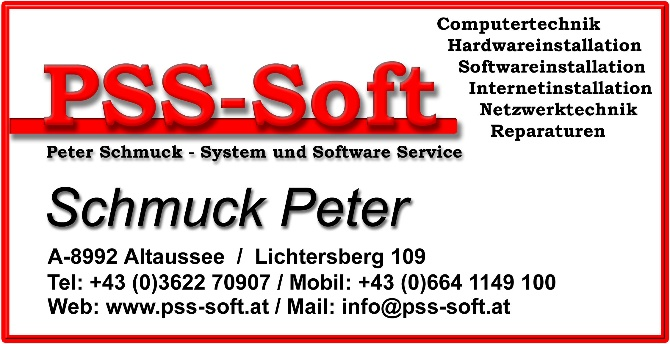 Computertechnik
Hardwareinstallation
Softwareinstallation
Internetinstallation
Netzwerktechnik
Reparaturen
PSS-Soft
Peter Schmuck - System und Software Service
Schmuck Peter
A-8992 Altaussee / Lichtersberg 109
Tel: +43 (0)3622 70907 / Mobil: +43 (0)664 1149 100
Web: www.pss-soft.at / Mail: info@pss-soft.at